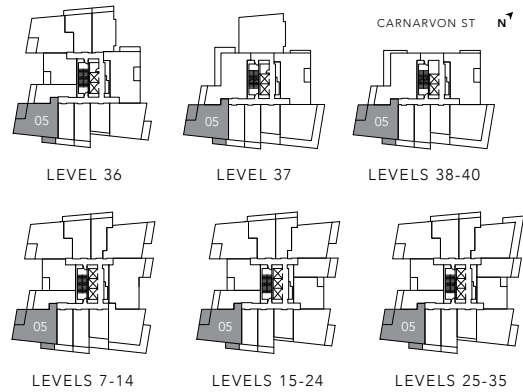 CARNARVON ST N
05 05 05
LEVEL 36 LEVEL 37 LEVELS 38-40
05 05 05
LEVELS 7-14 LEVELS 15-24 LEVELS 25-35